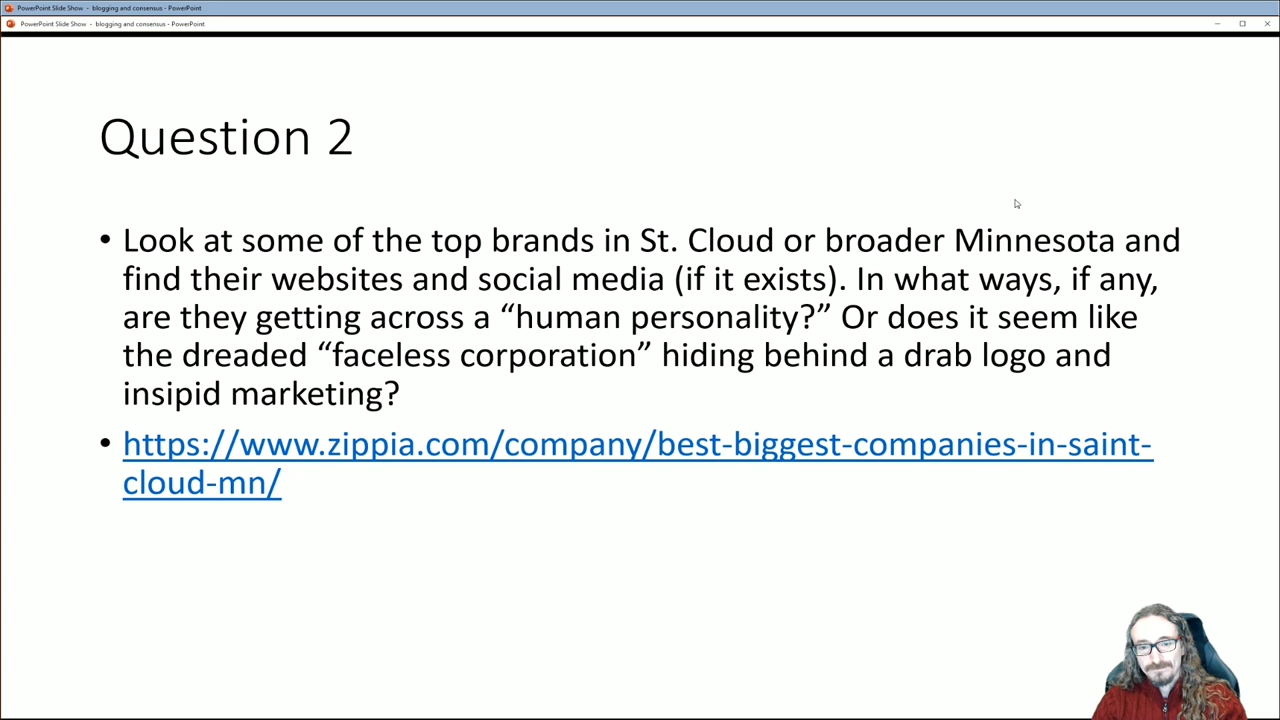 PowerPoint Slide Show - blogging and consensus - PowerPoint
PowerPoint Slide Show - blogging and consensus - PowerPoint
Question 2
• Look at some of the top brands in St. Cloud or broader Minnesota and
find their websites and social media (if it exists). In what ways, if any,
are they getting across a “human personality?” Or does it seem like
the dreaded “faceless corporation” hiding behind a drab logo and
insipid marketing?
• https://www.zippia.com/company/best-biggest-companies-in-saint-
cloud-mn/